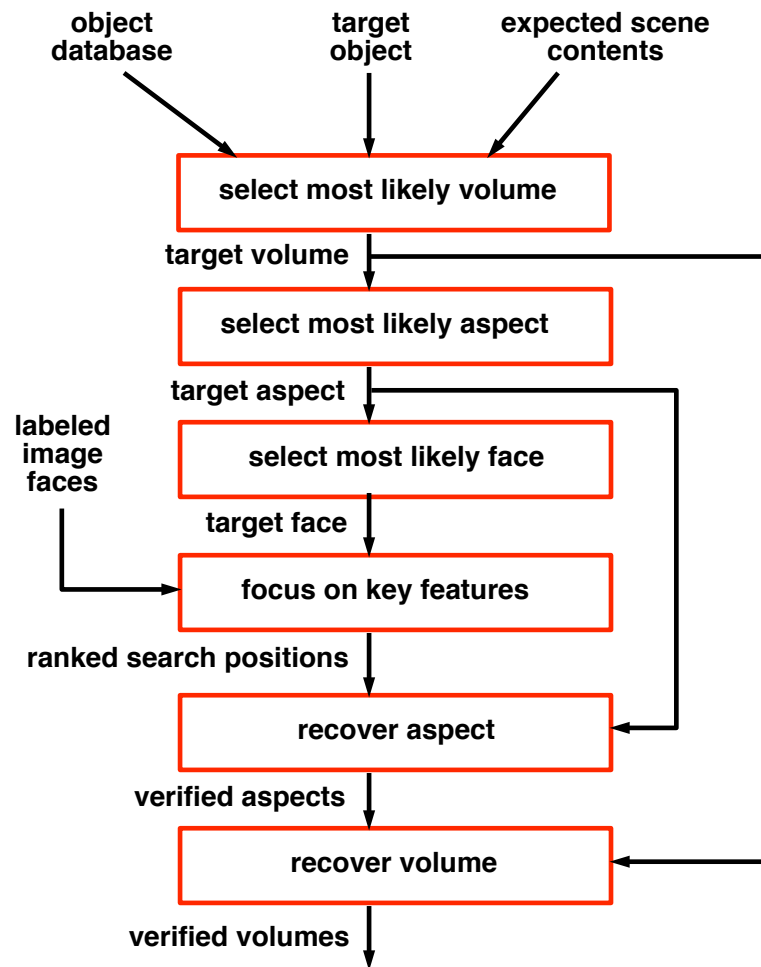 object
database
target
object
expected scene
contents
select most likely volume
target volume
select most likely aspect
target aspect
labeled
image
faces
select most likely face
target face
focus on key features
ranked search positions
recover aspect
verified aspects
recover volume
verified volumes